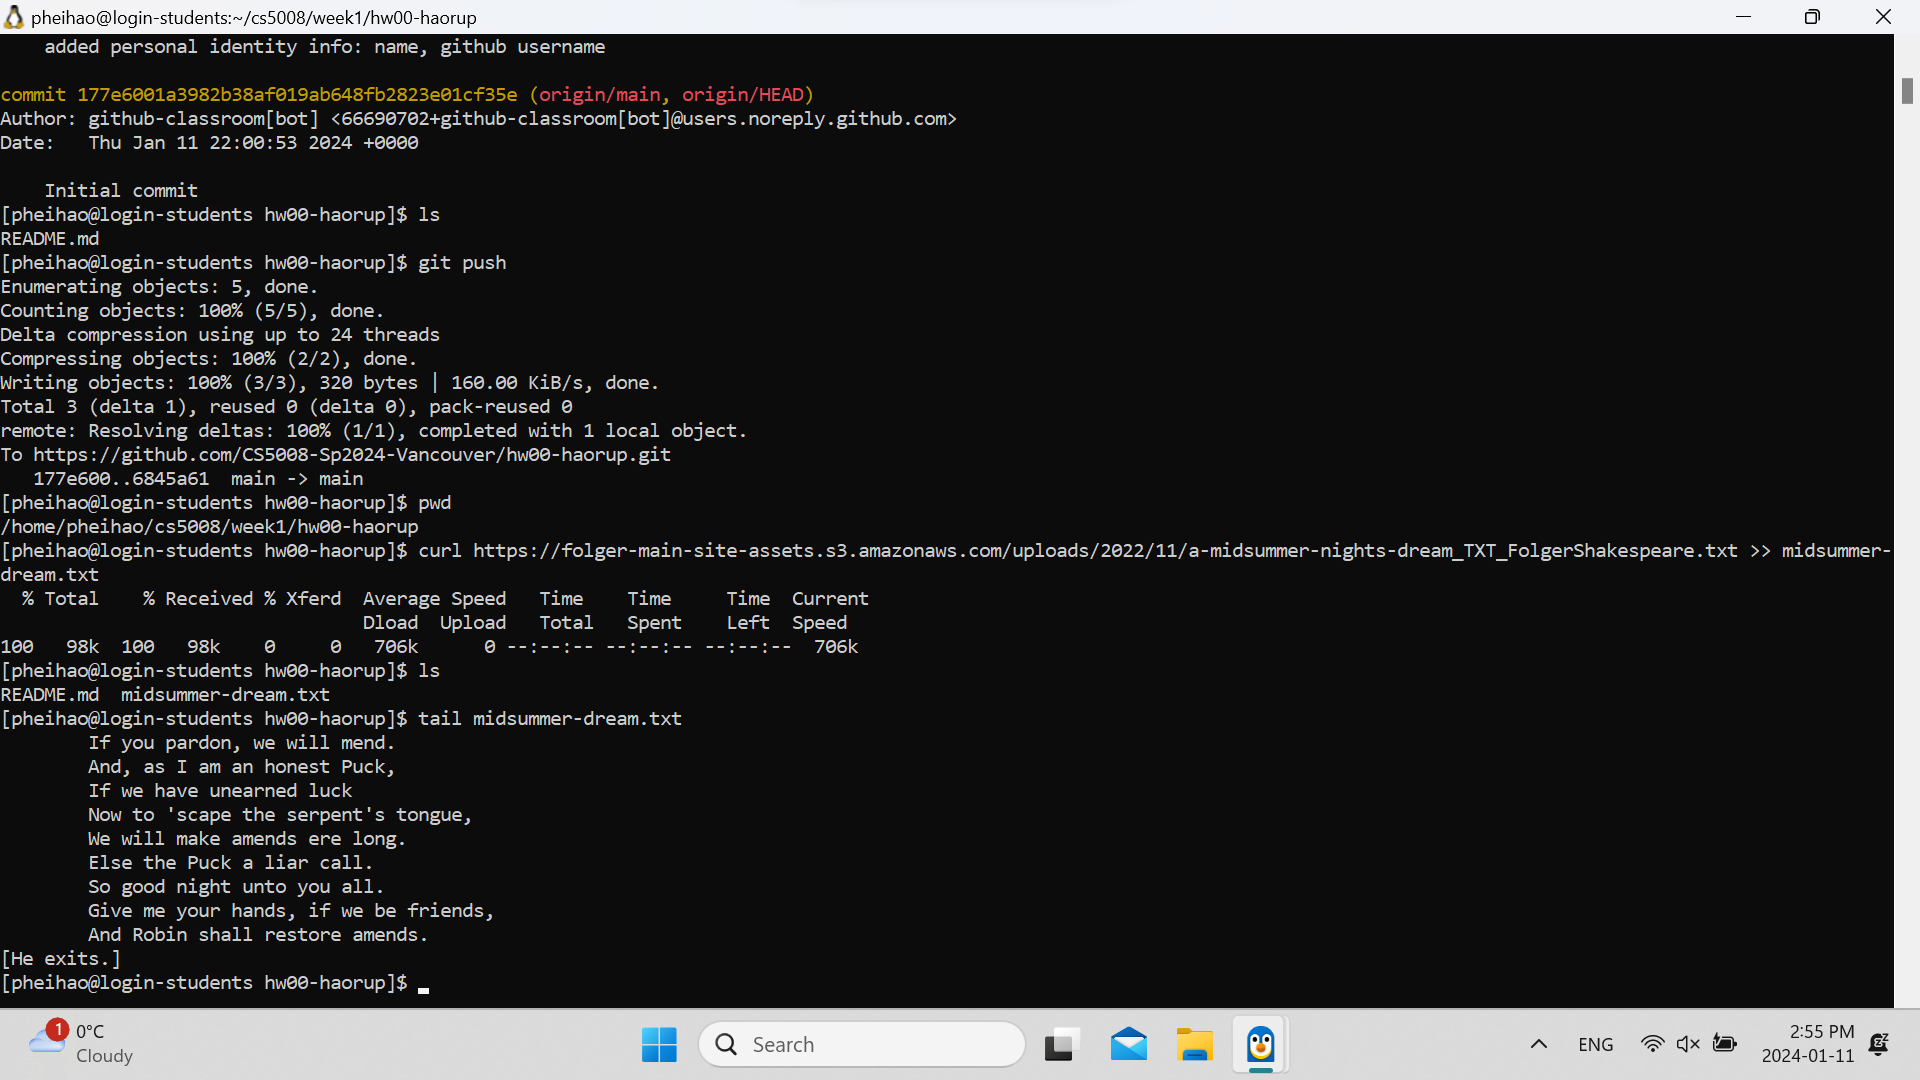 pheihao@login-students:~/cs5008/week1/hw00-haorup
    added personal identity info: name, github username
commit 177e6001a3982b38af019ab648fb2823e01cf35e (origin/main, origin/HEAD)
Author: github-classroom[bot] <66690702+github-classroom[bot]@users.noreply.github.com>
Date:   Thu Jan 11 22:00:53 2024 +0000
    Initial commit
[pheihao@login-students hw00-haorup]$ ls
README.md
[pheihao@login-students hw00-haorup]$ git push
Enumerating objects: 5, done.
Counting objects: 100% (5/5), done.
Delta compression using up to 24 threads
Compressing objects: 100% (2/2), done.
Writing objects: 100% (3/3), 320 bytes | 160.00 KiB/s, done.
Total 3 (delta 1), reused 0 (delta 0), pack-reused 0
remote: Resolving deltas: 100% (1/1), completed with 1 local object.
To https://github.com/CS5008-Sp2024-Vancouver/hw00-haorup.git
   177e600..6845a61  main -> main
[pheihao@login-students hw00-haorup]$ pwd
/home/pheihao/cs5008/week1/hw00-haorup
[pheihao@login-students hw00-haorup]$ curl https://folger-main-site-assets.s3.amazonaws.com/uploads/2022/11/a-midsummer-nights-dream_TXT_FolgerShakespeare.txt >> midsummer-
dream.txt
  % Total    % Received % Xferd  Average Speed   Time    Time     Time  Current
                                 Dload  Upload   Total   Spent    Left  Speed
100   98k  100   98k    0     0   706k      0 --:--:-- --:--:-- --:--:--  706k
[pheihao@login-students hw00-haorup]$ ls
README.md  midsummer-dream.txt
[pheihao@login-students hw00-haorup]$ tail midsummer-dream.txt
        If you pardon, we will mend.
        And, as I am an honest Puck,
        If we have unearned luck
        Now to 'scape the serpent's tongue,
        We will make amends ere long.
        Else the Puck a liar call.
        So good night unto you all.
        Give me your hands, if we be friends,
        And Robin shall restore amends.
[He exits.]
[pheihao@login-students hw00-haorup]$
1
0°C
Cloudy
Search
ENG
2:55 PM
2024-01-11